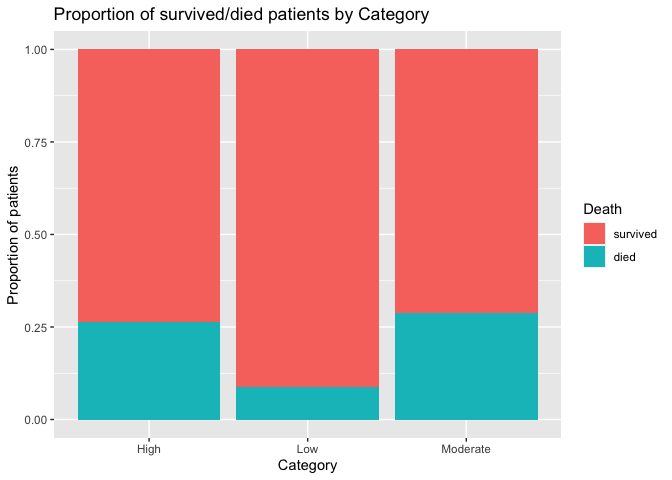 Proportion of survived/died patients by Category
Proportion of patients
1.00
0.75
0.50
0.25
0.00
High Low Moderate
Category
Death
survived
died